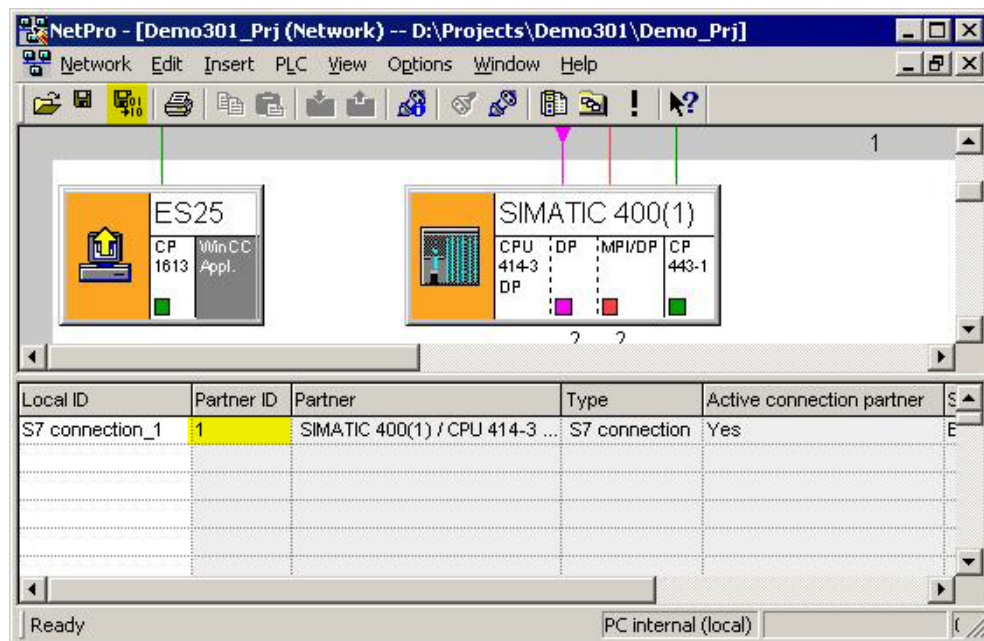 NetPro - [Demo301_Prj (Network) -- D:\Projects\Demo301\Demo_Prj]
Network Edit Insert PLC View Options Window Help
1
ES25
CP 1613
WinCC Appl.
SIMATIC 400(1)
CPU 414-3 DP
DP
MPI/DP
CP 443-1
2 2
Local ID Partner ID Partner Type Active connection partner S
S7 connection_1 1 SIMATIC 400(1) / CPU 414-3 ... S7 connection Yes E
Ready PC internal (local)